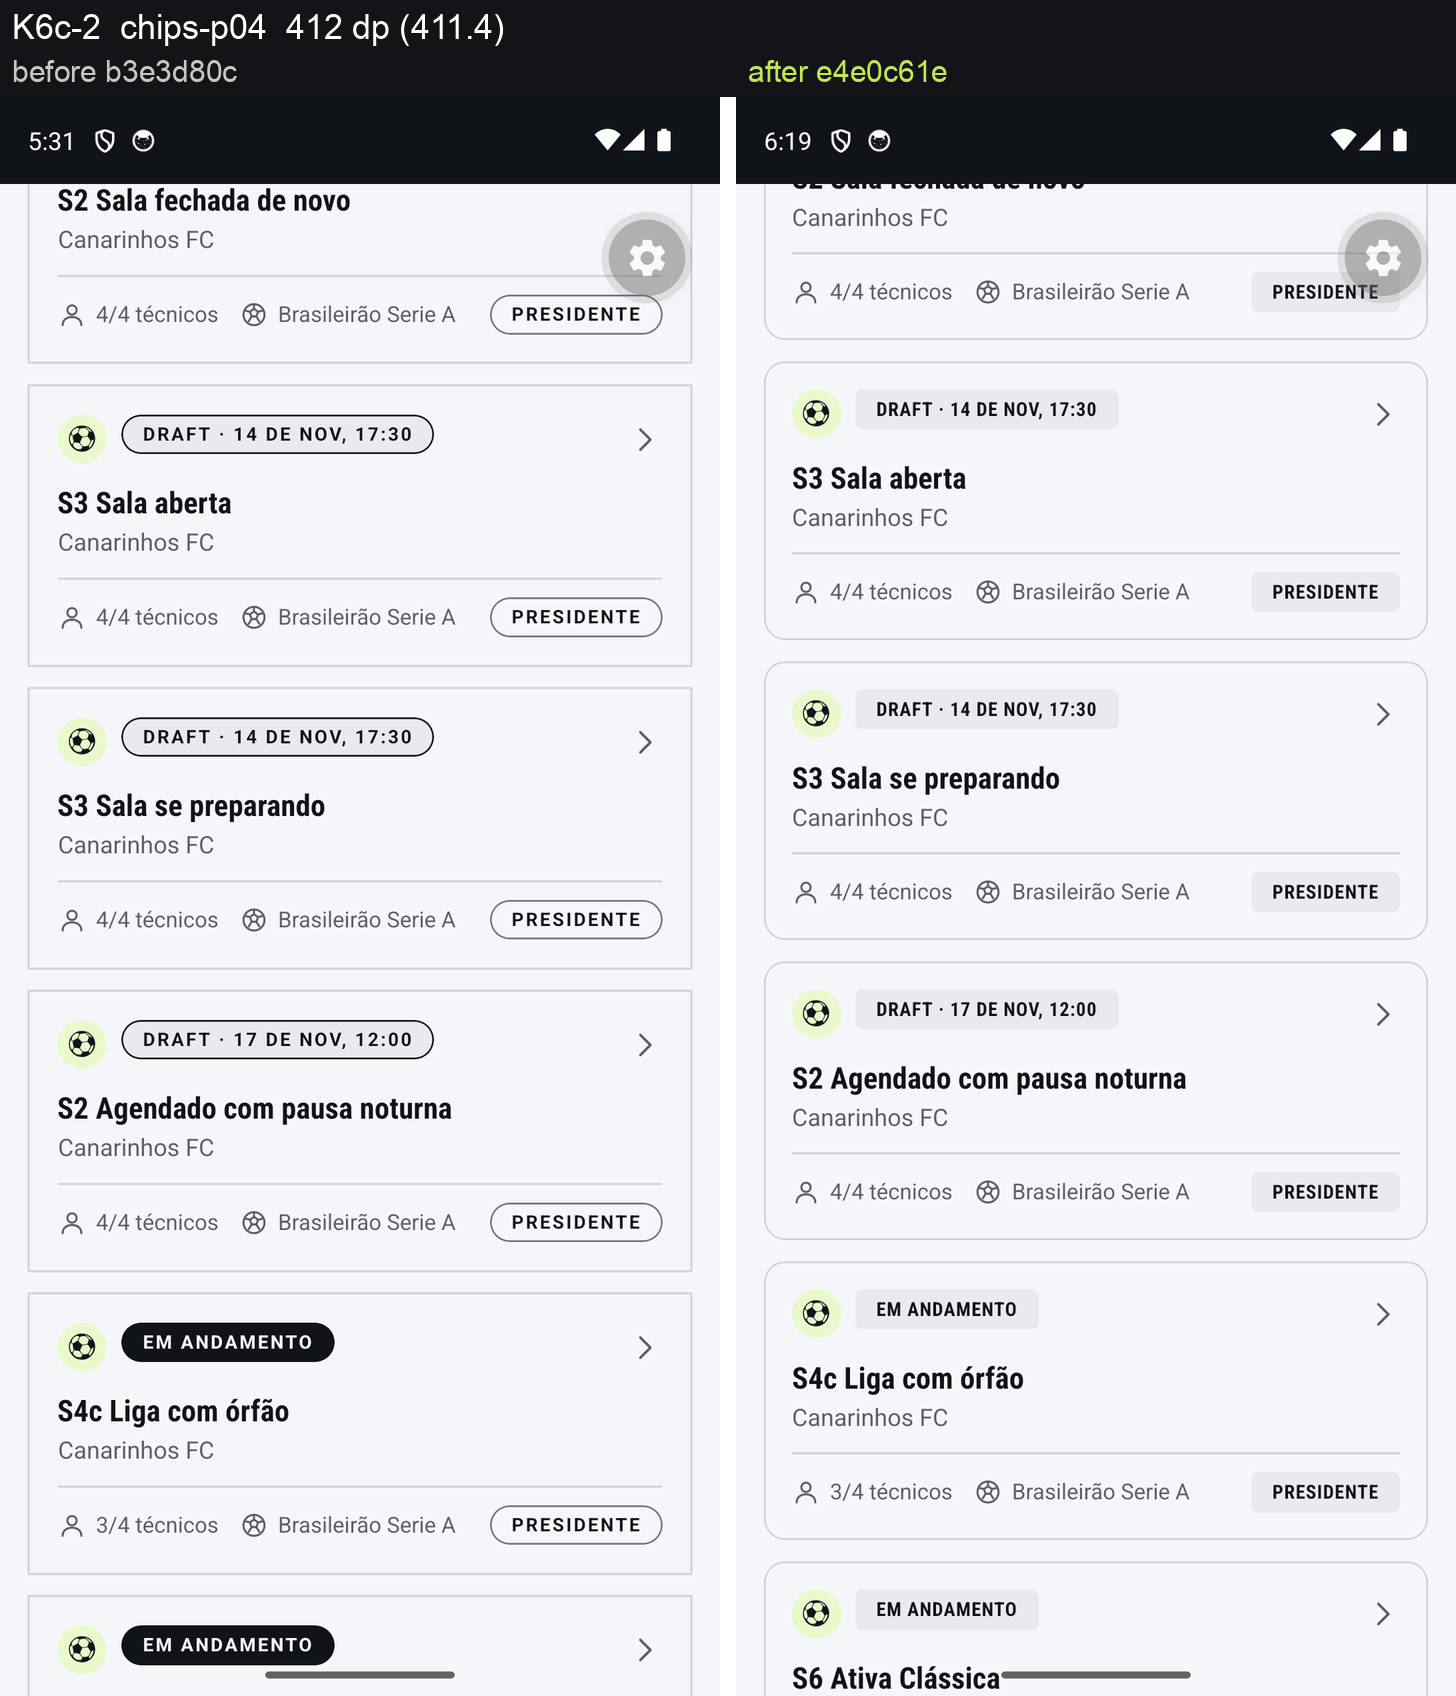 K6c-2 chips-p04 412 dp (411.4)
before b3e3d80c
5:31
S2 Sala fechada de novo
Canarinhos FC
4/4 técnicos Brasileirão Serie A PRESIDENTE
DRAFT · 14 DE NOV, 17:30
S3 Sala aberta
Canarinhos FC
4/4 técnicos Brasileirão Serie A PRESIDENTE
DRAFT · 14 DE NOV, 17:30
S3 Sala se preparando
Canarinhos FC
4/4 técnicos Brasileirão Serie A PRESIDENTE
DRAFT · 17 DE NOV, 12:00
S2 Agendado com pausa noturna
Canarinhos FC
4/4 técnicos Brasileirão Serie A PRESIDENTE
EM ANDAMENTO
S4c Liga com órfão
Canarinhos FC
3/4 técnicos Brasileirão Serie A PRESIDENTE
EM ANDAMENTO
after e4e0c61e
6:19
S2 Sala fechada de novo
Canarinhos FC
4/4 técnicos Brasileirão Serie A PRESIDENTE
DRAFT · 14 DE NOV, 17:30
S3 Sala aberta
Canarinhos FC
4/4 técnicos Brasileirão Serie A PRESIDENTE
DRAFT · 14 DE NOV, 17:30
S3 Sala se preparando
Canarinhos FC
4/4 técnicos Brasileirão Serie A PRESIDENTE
DRAFT · 17 DE NOV, 12:00
S2 Agendado com pausa noturna
Canarinhos FC
4/4 técnicos Brasileirão Serie A PRESIDENTE
EM ANDAMENTO
S4c Liga com órfão
Canarinhos FC
3/4 técnicos Brasileirão Serie A PRESIDENTE
EM ANDAMENTO
S6 Ativa Clássica